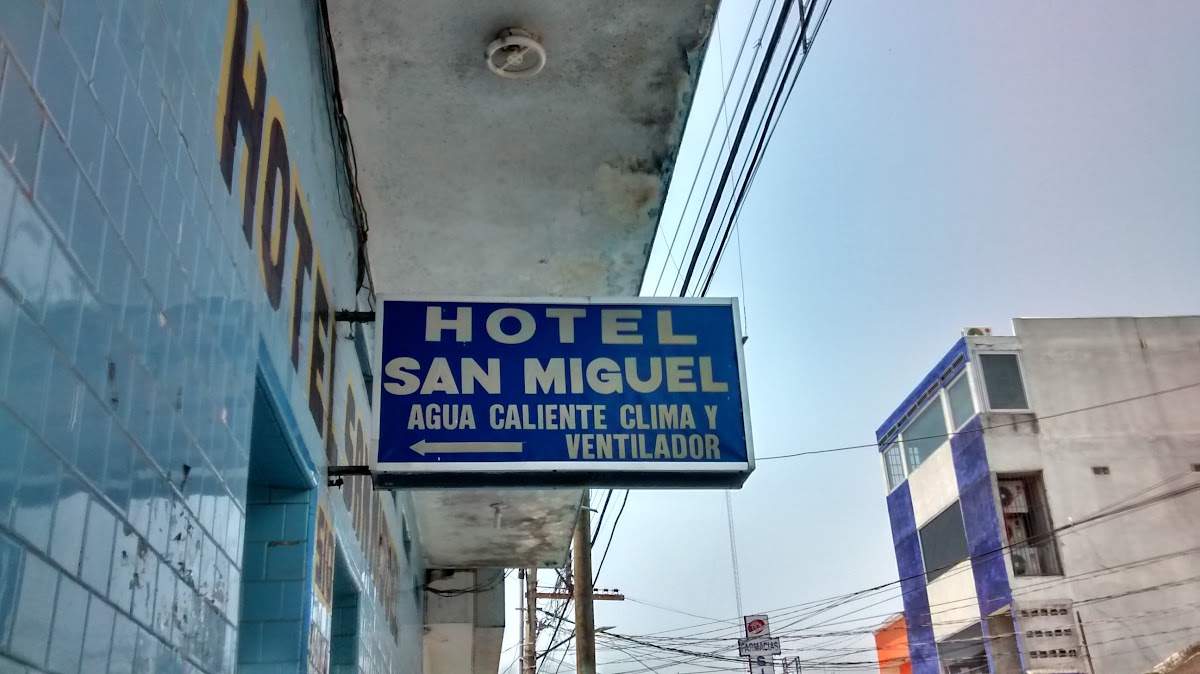 HOTEL
HOTEL
SAN MIGUEL
AGUA CALIENTE CLIMA Y
VENTILADOR
FARMACIAS